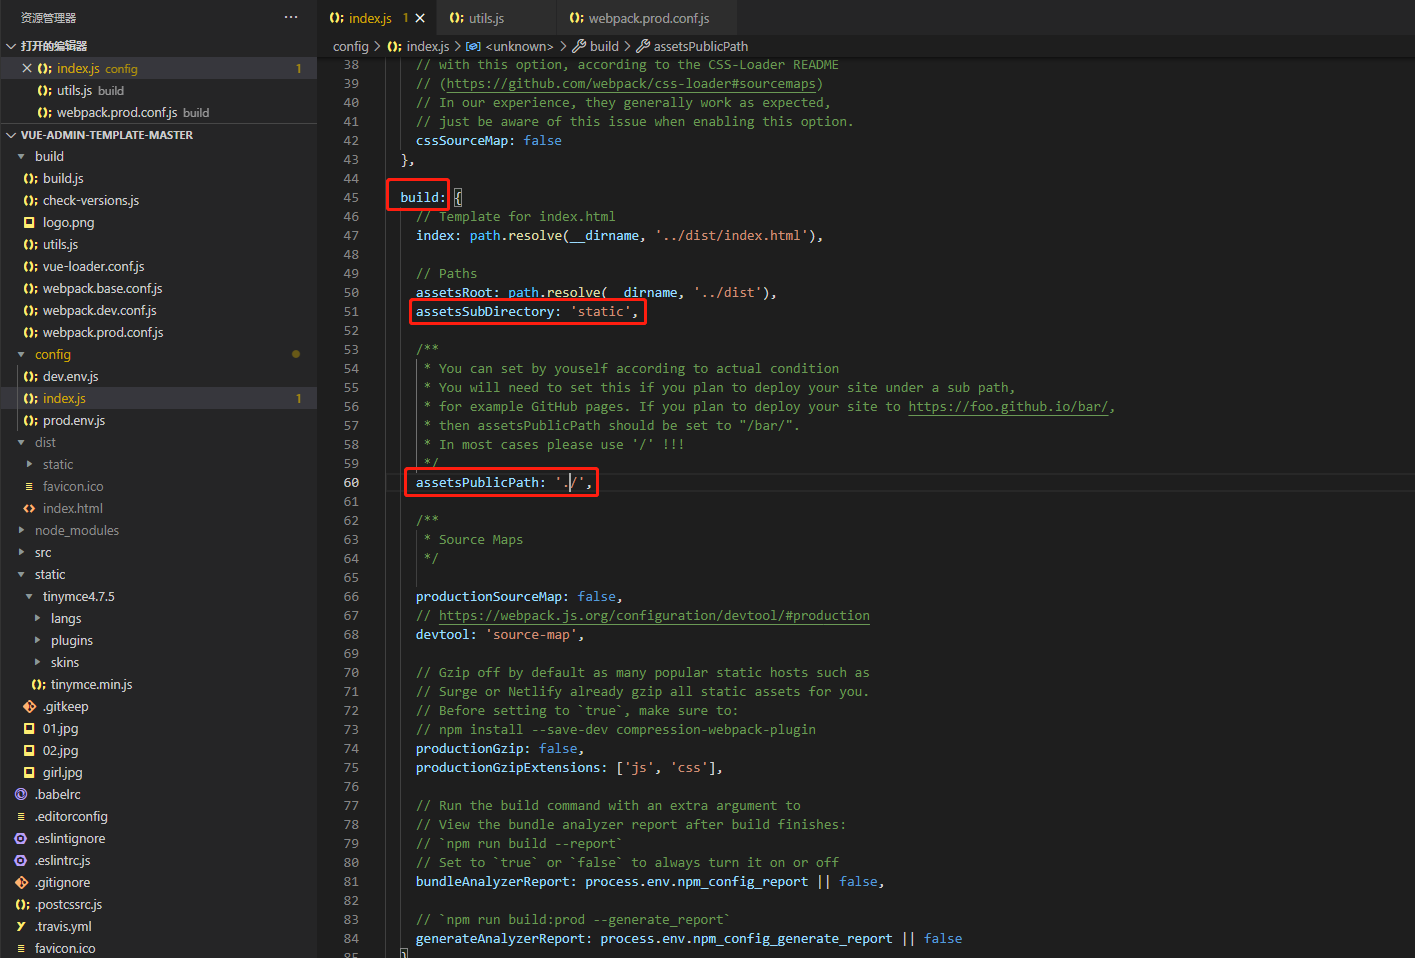 资源管理器
···
打开的编辑器
index.js config 1
utils.js build
webpack.prod.conf.js build
VUE-ADMIN-TEMPLATE-MASTER
build
build.js
check-versions.js
logo.png
utils.js
vue-loader.conf.js
webpack.base.conf.js
webpack.dev.conf.js
webpack.prod.conf.js
config
dev.env.js
index.js 1
prod.env.js
dist
static
favicon.ico
index.html
node_modules
src
static
tinymce4.7.5
langs
plugins
skins
tinymce.min.js
.gitkeep
01.jpg
02.jpg
girl.jpg
.babelrc
.editorconfig
.eslintignore
.eslintrc.js
.gitignore
.postcssrc.js
.travis.yml
favicon.ico
index.js 1 utils.js webpack.prod.conf.js
config > index.js > <unknown> > build > assetsPublicPath
38 // with this option, according to the CSS-Loader README
39 // (https://github.com/webpack/css-loader#sourcemaps)
40 // In our experience, they generally work as expected,
41 // just be aware of this issue when enabling this option.
42 cssSourceMap: false
43 },
44
45 build: {
46 // Template for index.html
47 index: path.resolve(__dirname, '../dist/index.html'),
48
49 // Paths
50 assetsRoot: path.resolve(__dirname, '../dist'),
51 assetsSubDirectory: 'static',
52
53 /**
54 * You can set by youself according to actual condition
55 * You will need to set this if you plan to deploy your site under a sub path,
56 * for example GitHub pages. If you plan to deploy your site to https://foo.github.io/bar/,
57 * then assetsPublicPath should be set to "/bar/".
58 * In most cases please use '/' !!!
59 */
60 assetsPublicPath: './',
61
62 /**
63 * Source Maps
64 */
65
66 productionSourceMap: false,
67 // https://webpack.js.org/configuration/devtool/#production
68 devtool: 'source-map',
69
70 // Gzip off by default as many popular static hosts such as
71 // Surge or Netlify already gzip all static assets for you.
72 // Before setting to `true`, make sure to:
73 // npm install --save-dev compression-webpack-plugin
74 productionGzip: false,
75 productionGzipExtensions: ['js', 'css'],
76
77 // Run the build command with an extra argument to
78 // View the bundle analyzer report after build finishes:
79 // `npm run build --report`
80 // Set to `true` or `false` to always turn it on or off
81 bundleAnalyzerReport: process.env.npm_config_report || false,
82
83 // `npm run build:prod --generate_report`
84 generateAnalyzerReport: process.env.npm_config_generate_report || false
85 }